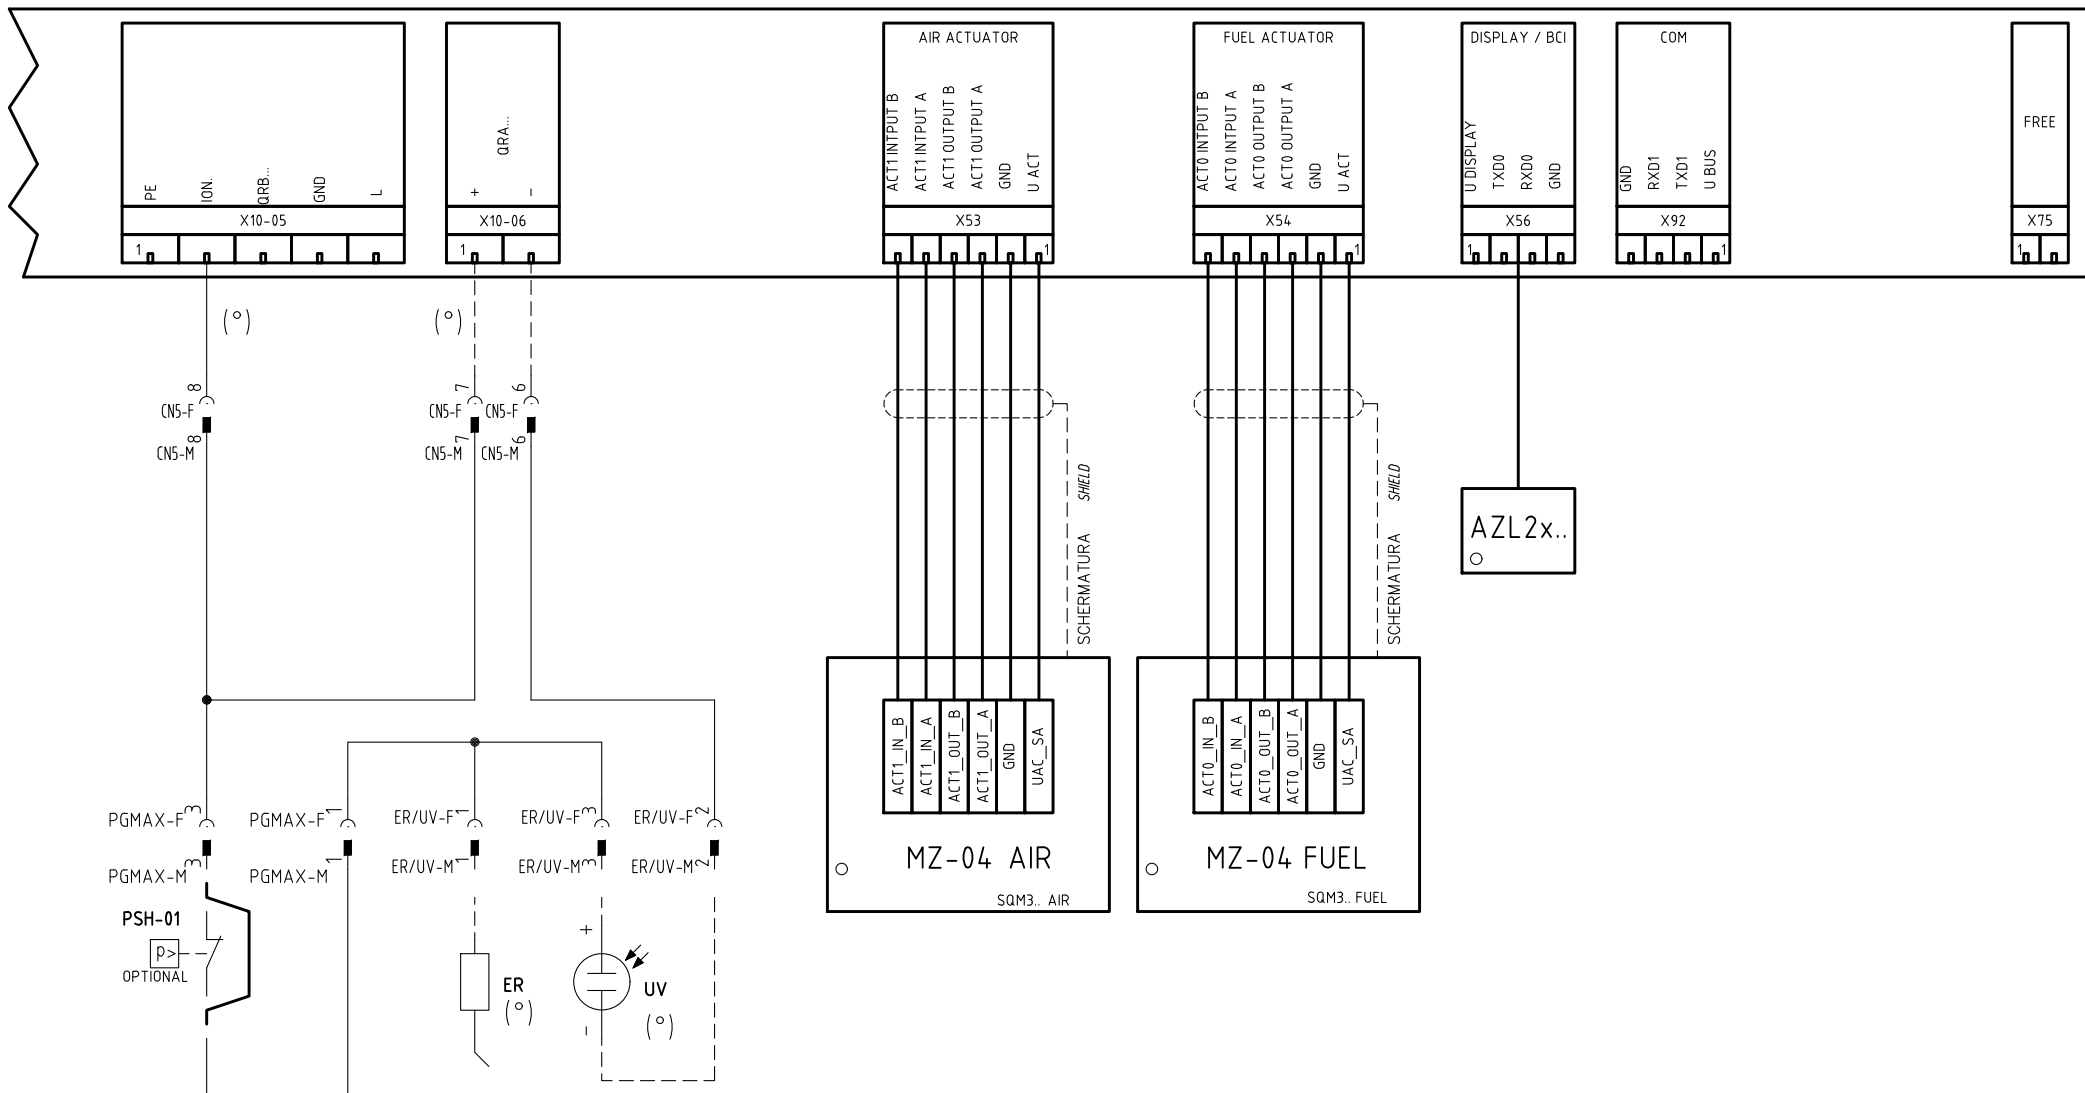 PE
ION.
QRB...
GND
L
X10-05
1
QRA...
+
-
X10-06
1
AIR ACTUATOR
ACT1 INTPUT B
ACT1 INTPUT A
ACT1 OUTPUT B
ACT1 OUTPUT A
GND
U ACT
X53
1
FUEL ACTUATOR
ACT0 INTPUT B
ACT0 INTPUT A
ACT0 OUTPUT B
ACT0 OUTPUT A
GND
U ACT
X54
1
DISPLAY / BCI
U DISPLAY
TXD0
RXD0
GND
X56
1
COM
GND
RXD1
TXD1
U BUS
X92
1
FREE
X75
1
(°)
(°)
8
CN5-F
8
CN5-M
7
CN5-F
7
CN5-M
6
CN5-F
6
CN5-M
SCHERMATURA SHIELD
SCHERMATURA SHIELD
AZL2x..
ACT1_IN_B
ACT1_IN_A
ACT1_OUT_B
ACT1_OUT_A
GND
UAC_SA
MZ-04 AIR
SQM3.. AIR
ACT0_IN_B
ACT0_IN_A
ACT0_OUT_B
ACT0_OUT_A
GND
UAC_SA
MZ-04 FUEL
SQM3.. FUEL
PGMAX-F 3
PGMAX-M 3
PGMAX-F 1
PGMAX-M 1
ER/UV-F 1
ER/UV-M 1
ER/UV-F 3
ER/UV-M 3
ER/UV-F 2
ER/UV-M 2
PSH-01
p>
OPTIONAL
ER
(°)
+
-
UV
(°)